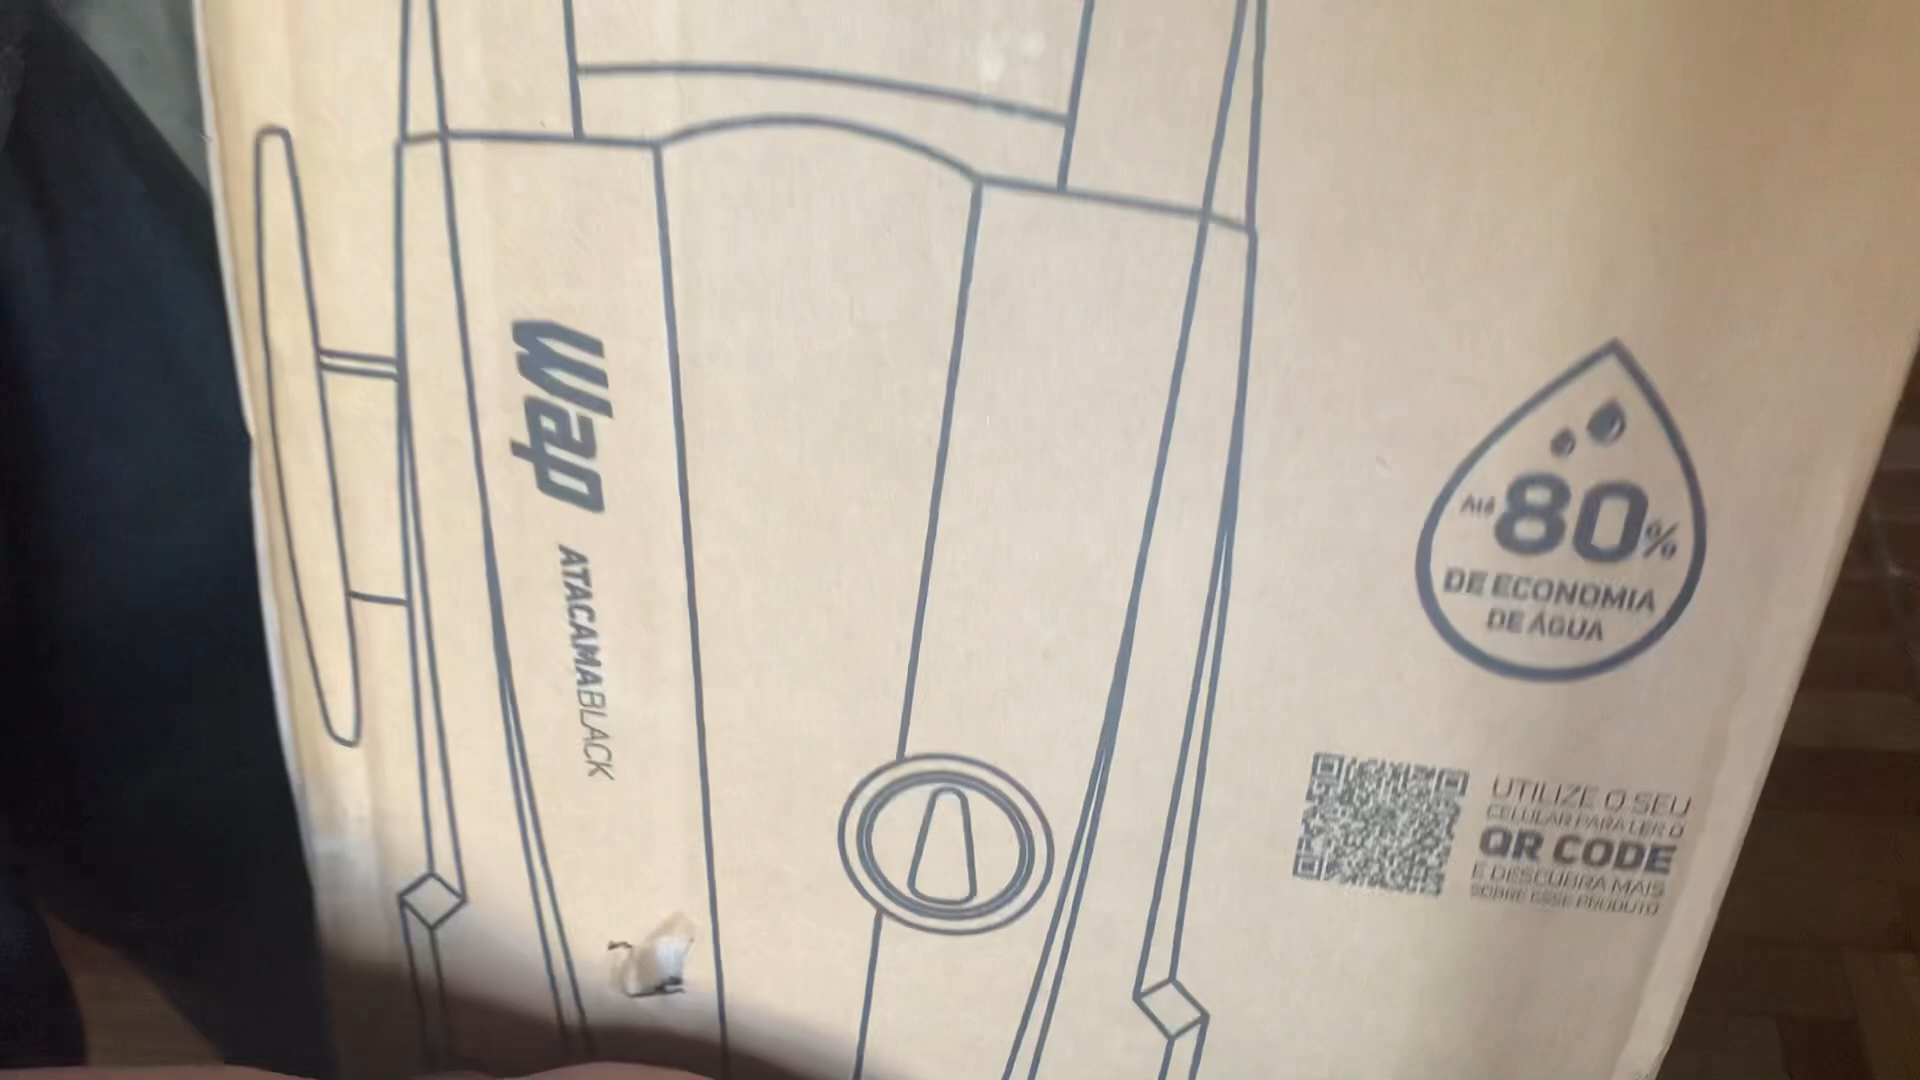 Wap
ATACAMABLACK
Até 80%
DE ECONOMIA
DE ÁGUA
UTILIZE O SEU
CELULAR PARA LER O
QR CODE
E DESCUBRA MAIS
SOBRE ESSE PRODUTO